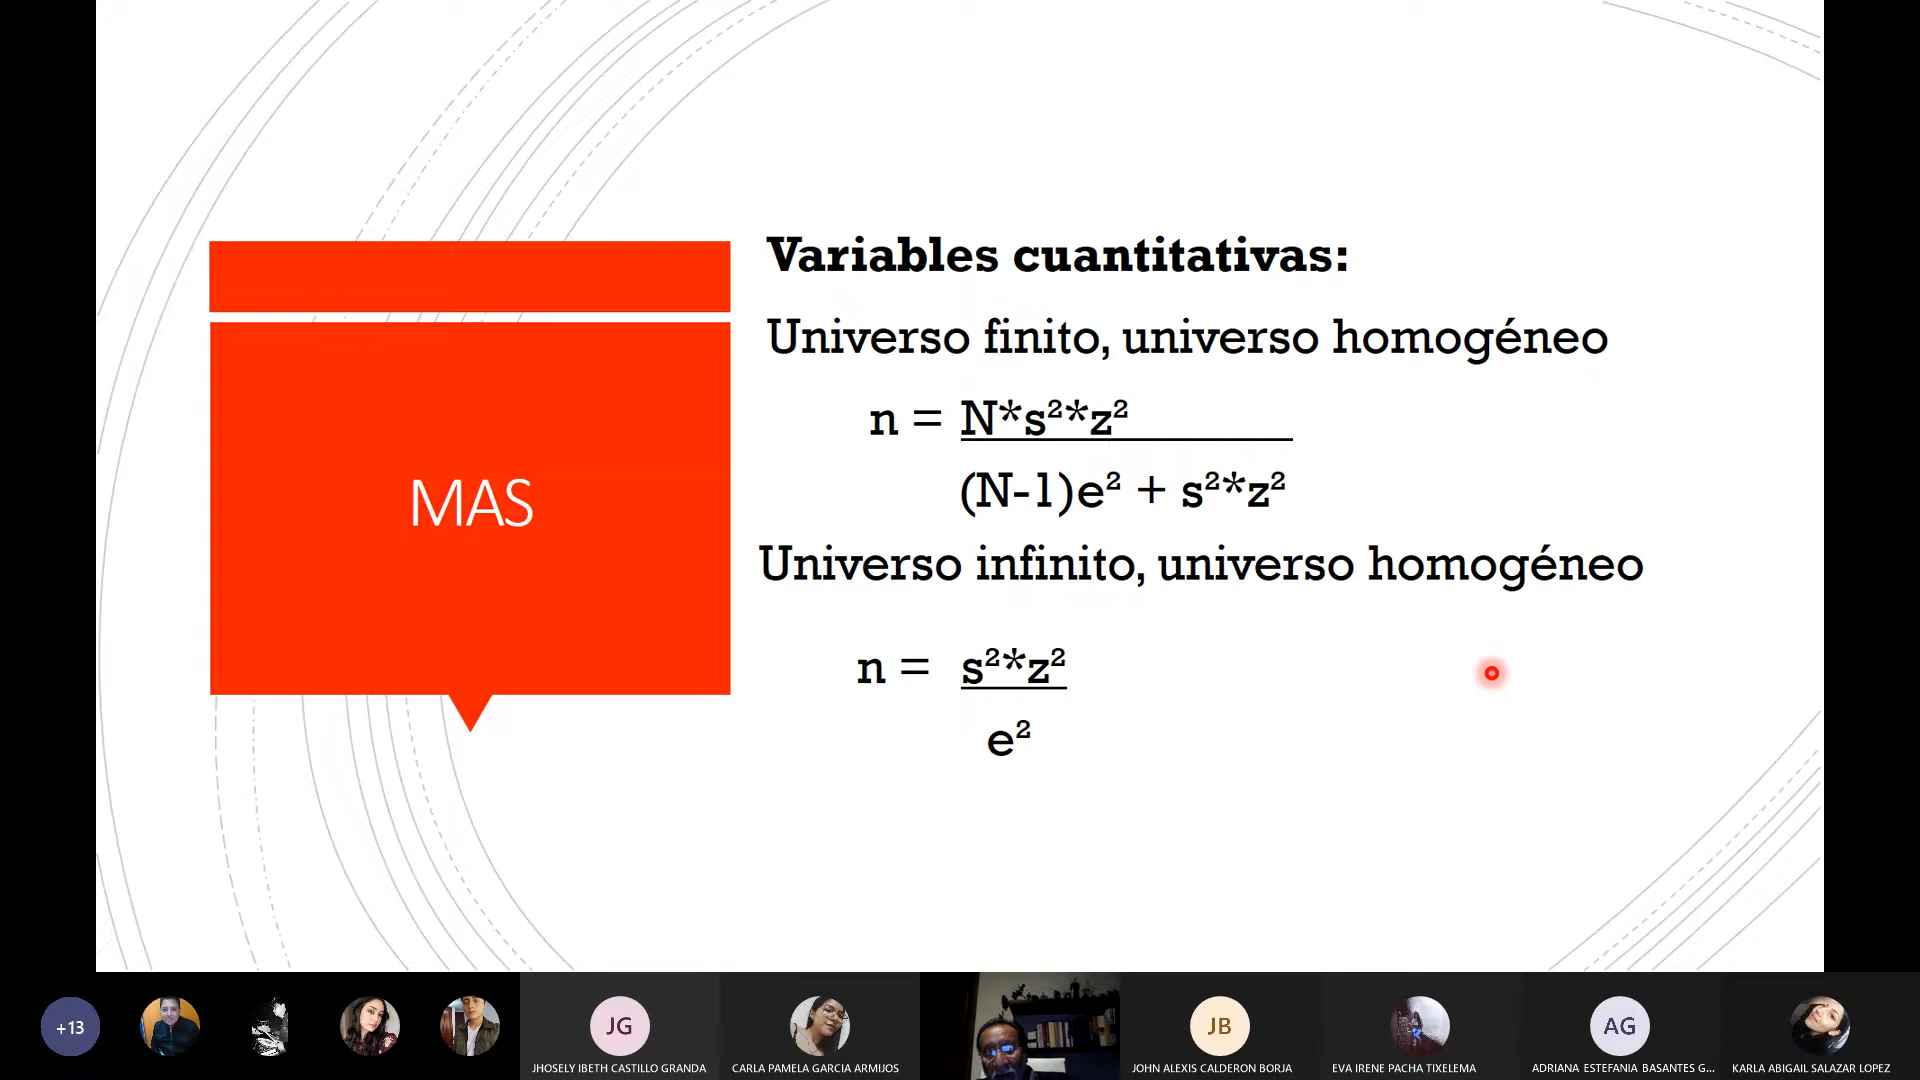 MAS
Variables cuantitativas:
Universo finito, universo homogéneo
n = N*s²*z²
(N-1)e² + s²*z²
Universo infinito, universo homogéneo
n = s²*z²
e²
+13
JG
JB
AG
JHOSELY IBETH CASTILLO GRANDA
CARLA PAMELA GARCIA ARMIJOS
JOHN ALEXIS CALDERON BORJA
EVA IRENE PACHA TIXELEMA
ADRIANA ESTEFANIA BASANTES G...
KARLA ABIGAIL SALAZAR LOPEZ